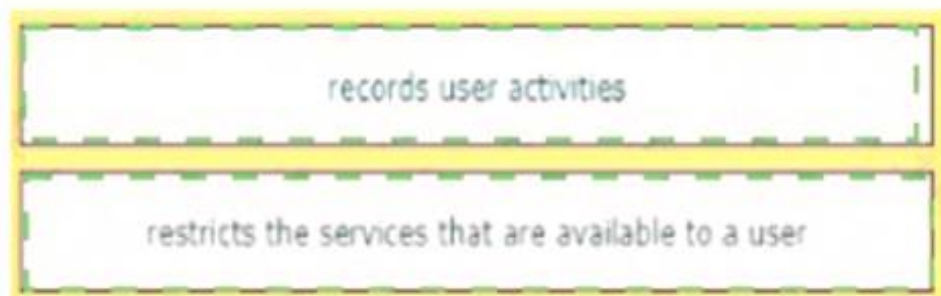 records user activities
restricts the services that are available to a user